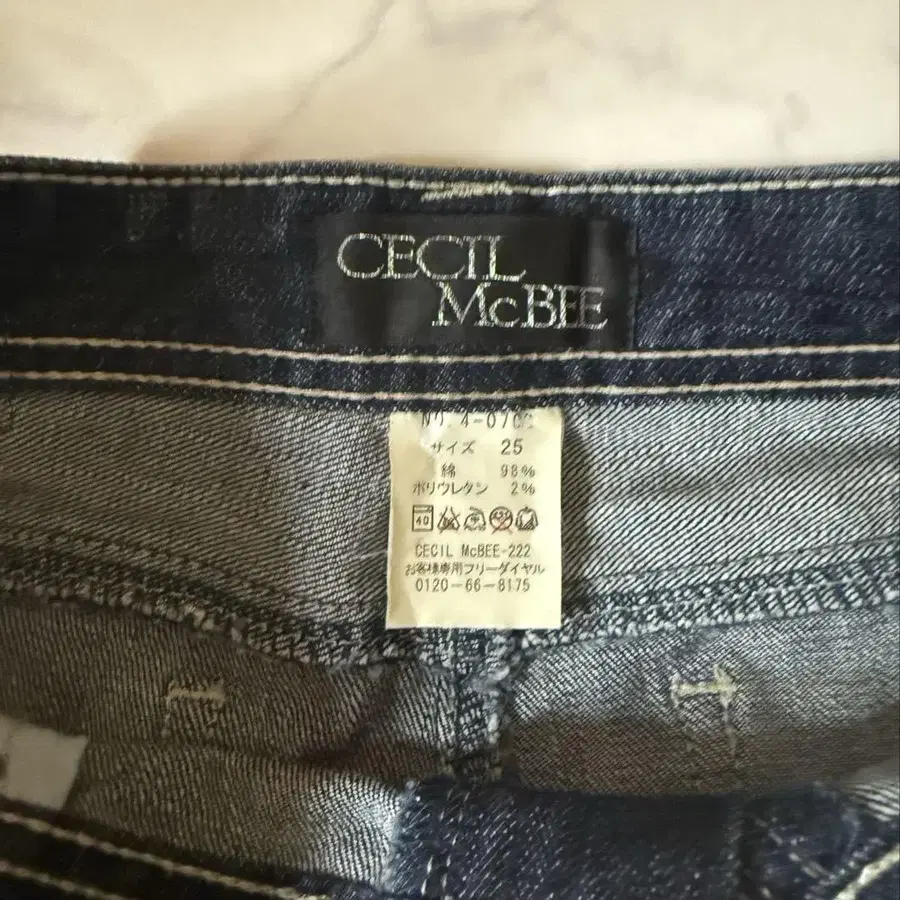 CECIL
McBEE
サイズ 25
綿 98%
ポリウレタン 2%
40
CECIL McBEE-222
お客様専用フリーダイヤル
0120-66-8175